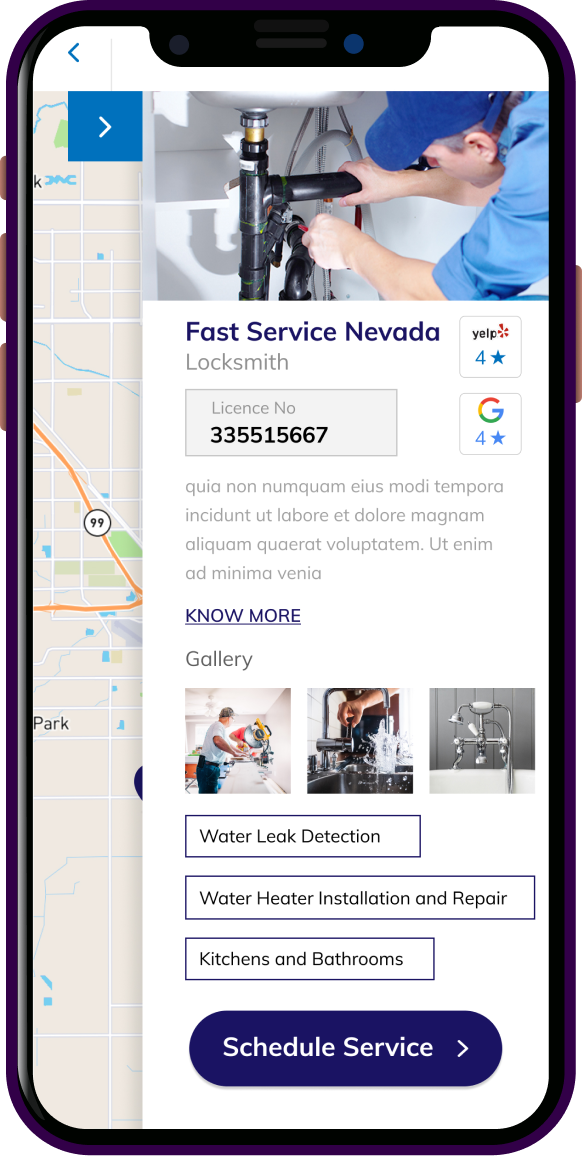 k
Fast Service Nevada
yelp
4
Locksmith
Licence No
335515667
G
4
quia non numquam eius modi tempora
incidunt ut labore et dolore magnam
aliquam quaerat voluptatem. Ut enim
ad minima venia
99
KNOW MORE
Gallery
Park
Water Leak Detection
Water Heater Installation and Repair
Kitchens and Bathrooms
Schedule Service